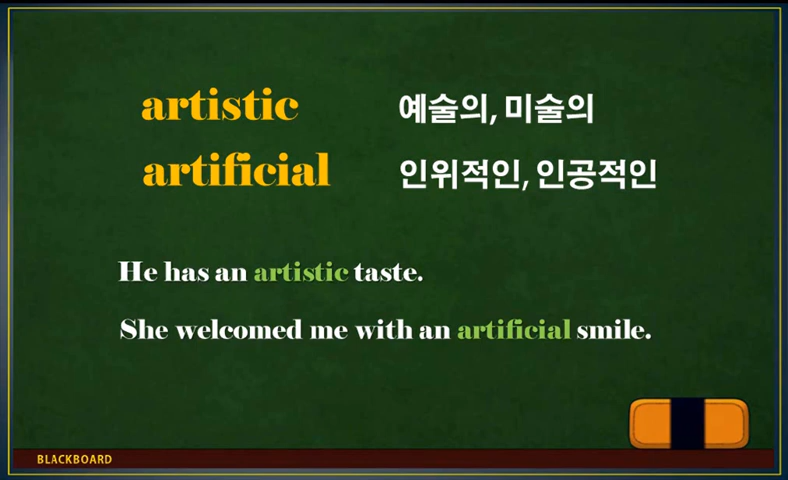 artistic 예술의, 미술의
artificial 인위적인, 인공적인
He has an artistic taste.
She welcomed me with an artificial smile.
BLACKBOARD